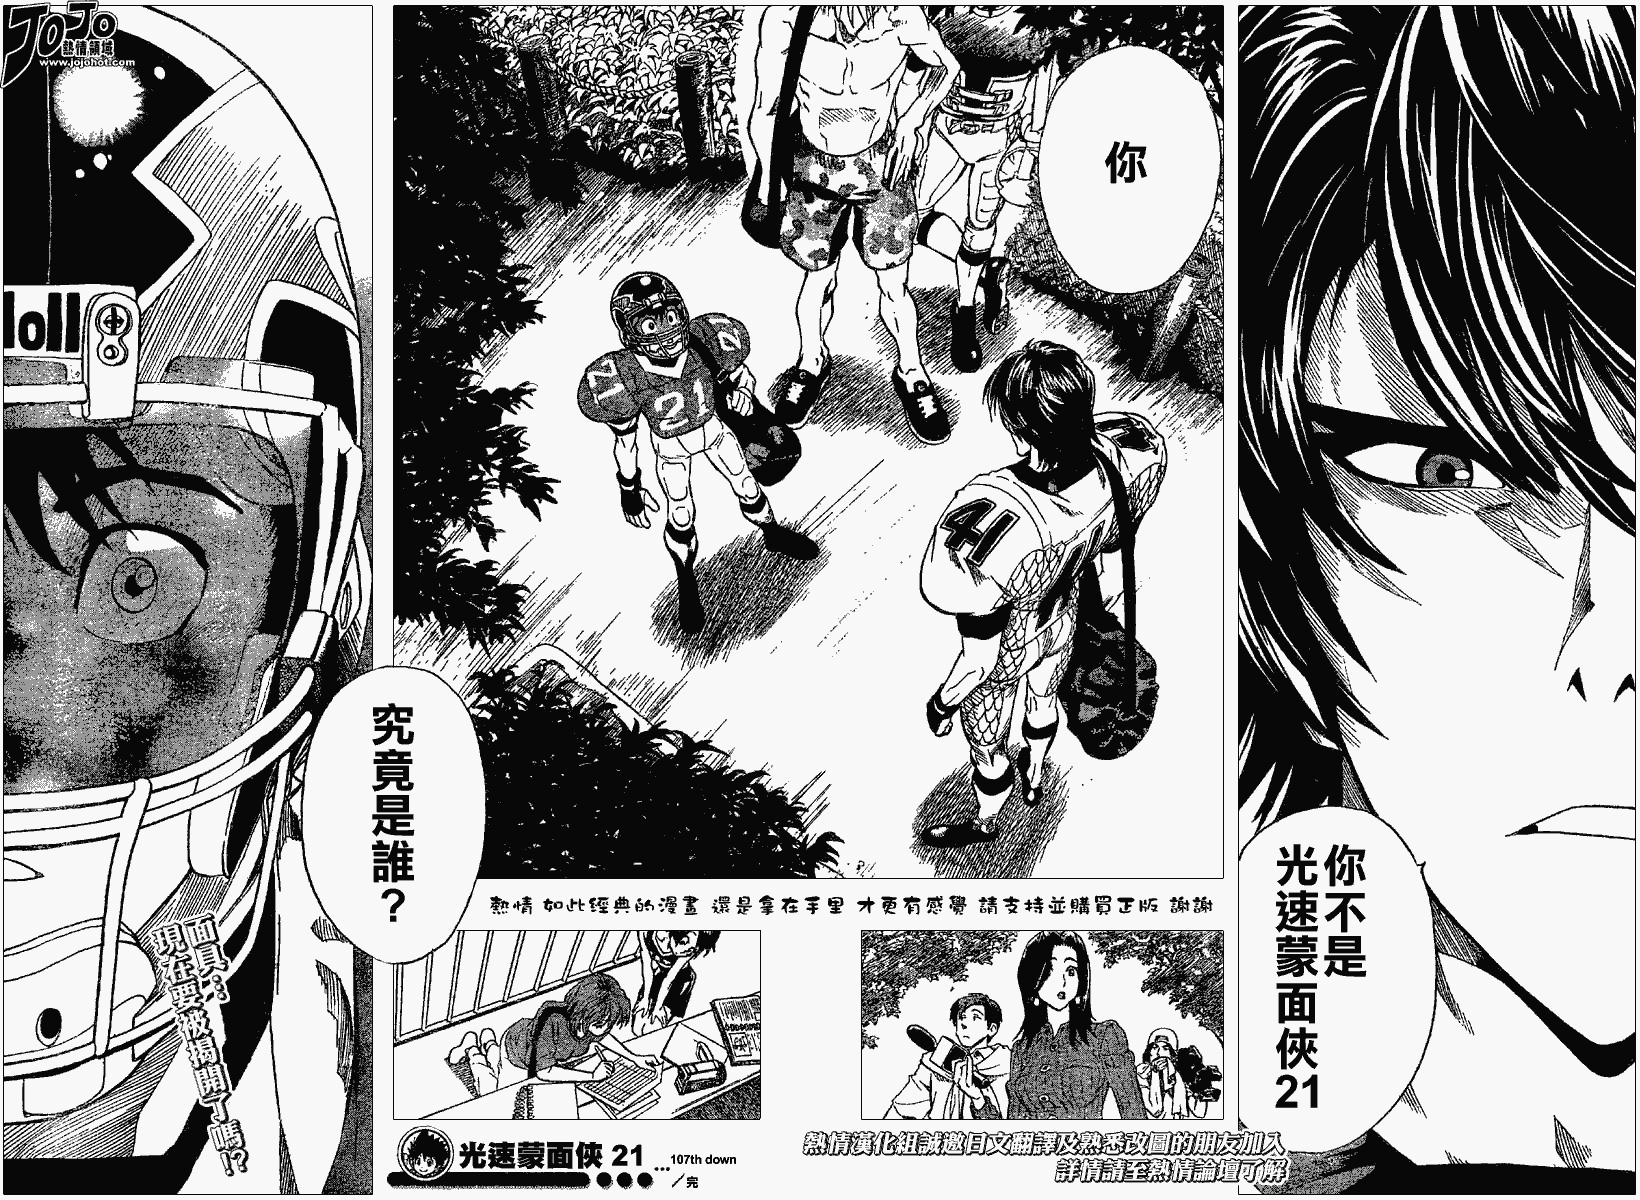 你不是
光速蒙面俠
21
你
究竟是誰？
面具…
現在要被揭開了嗎!?
41
21
21
doll
熱情 如此經典的漫畫 還是拿在手里 才更有感覺 請支持並購買正版 謝謝
光速蒙面俠 21 …107th down
／完
熱情漢化組誠邀日文翻譯及熟悉改圖的朋友加入
詳情請至熱情論壇了解
JoJo
熱情領域
www.jojohot.com